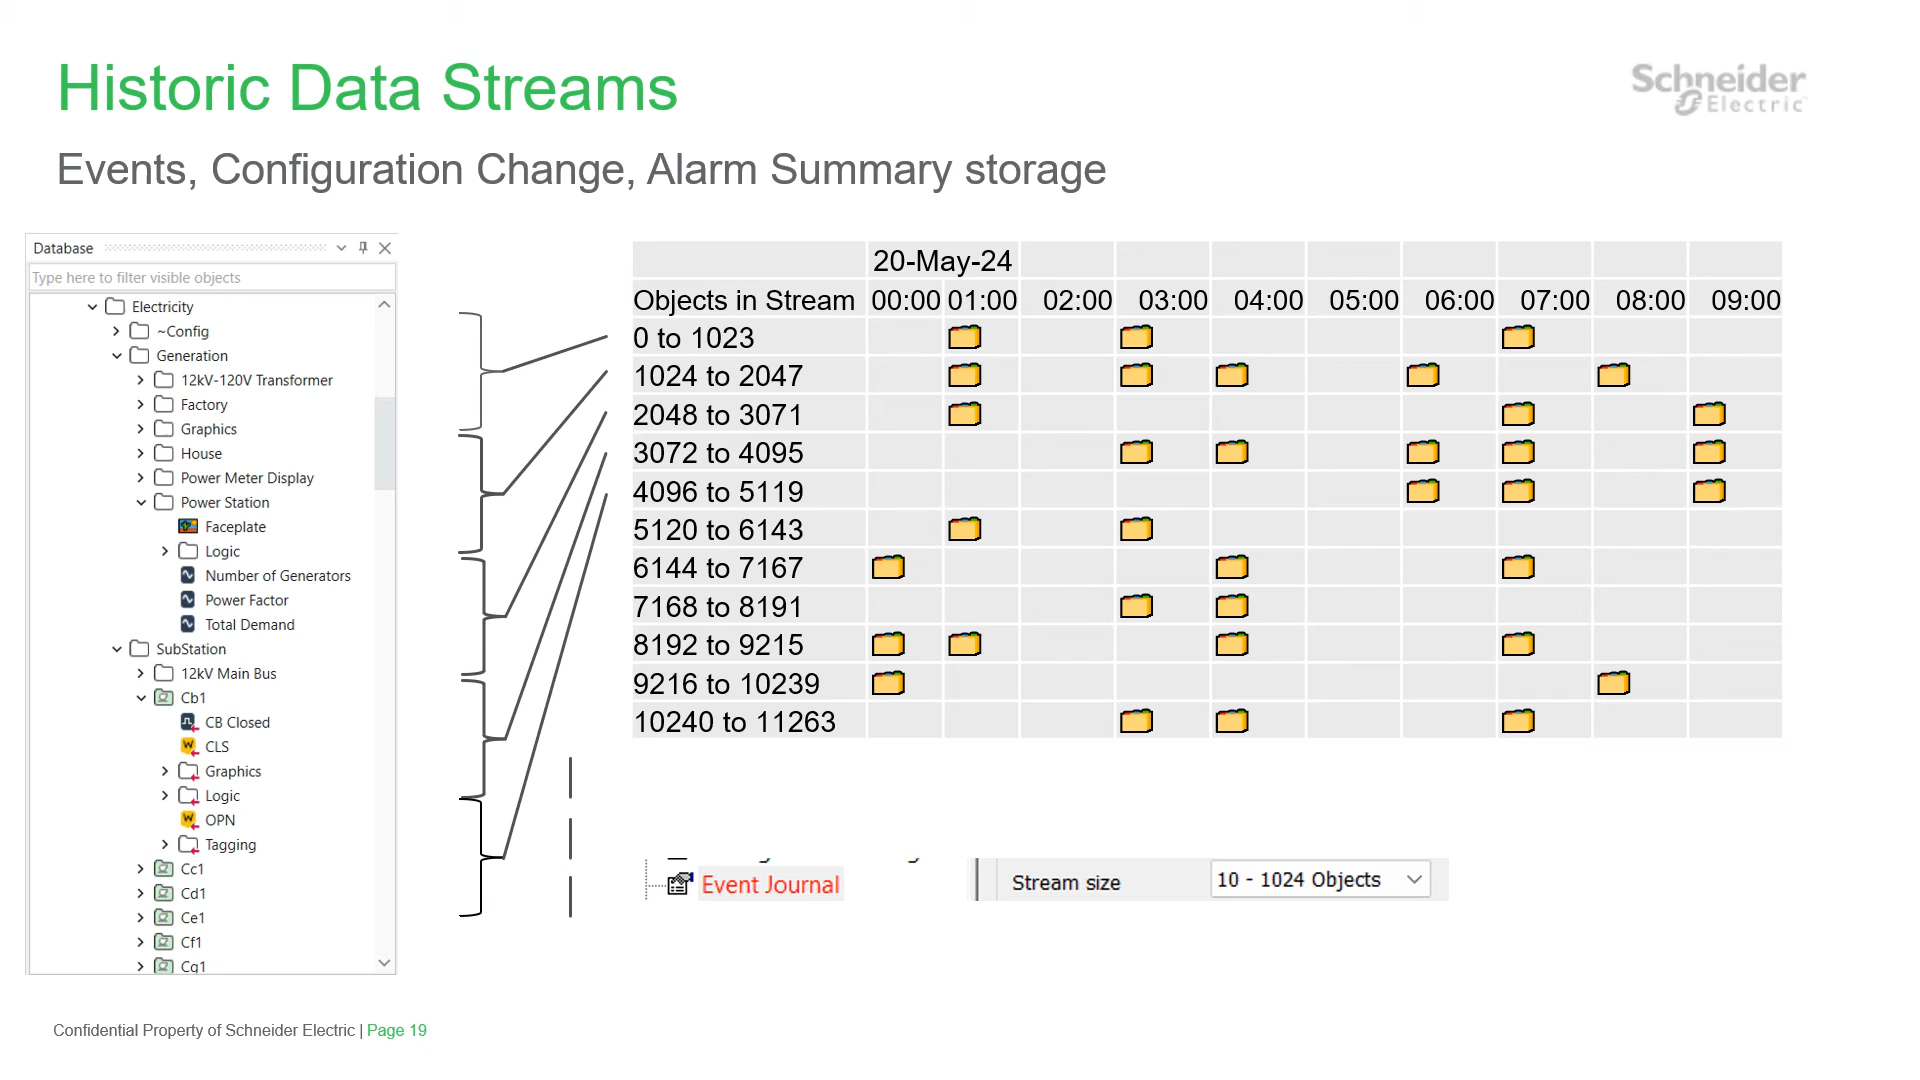 Historic Data Streams
Schneider
Electric
Events, Configuration Change, Alarm Summary storage
Database
Type here to filter visible objects
Electricity
~Config
Generation
12kV-120V Transformer
Factory
Graphics
House
Power Meter Display
Power Station
Faceplate
Logic
Number of Generators
Power Factor
Total Demand
SubStation
12kV Main Bus
Cb1
CB Closed
CLS
Graphics
Logic
OPN
Tagging
Cc1
Cd1
Ce1
Cf1
Cg1
20-May-24
Objects in Stream 00:00 01:00 02:00 03:00 04:00 05:00 06:00 07:00 08:00 09:00
0 to 1023
1024 to 2047
2048 to 3071
3072 to 4095
4096 to 5119
5120 to 6143
6144 to 7167
7168 to 8191
8192 to 9215
9216 to 10239
10240 to 11263
Event Journal
Stream size 10 - 1024 Objects
Confidential Property of Schneider Electric | Page 19